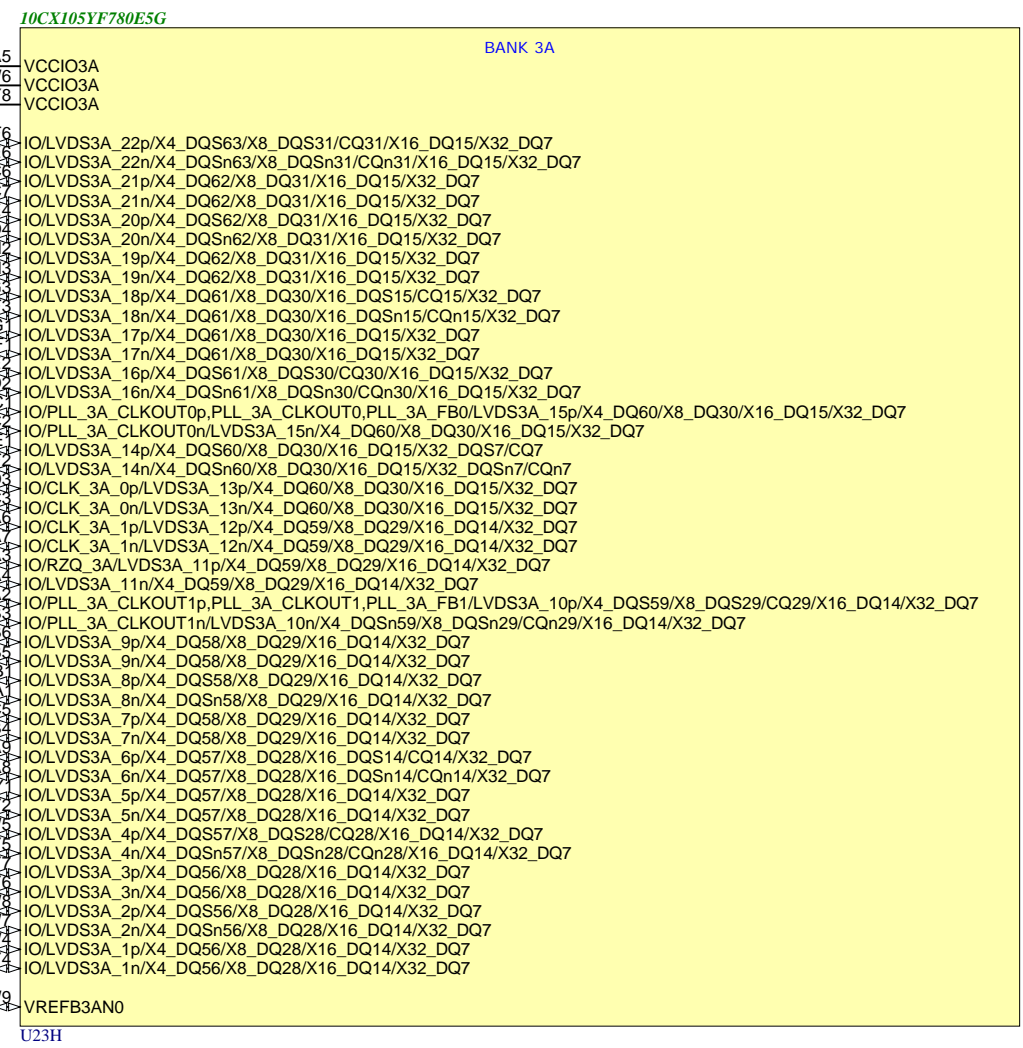 10CX105YF780E5G
BANK 3A
VCCIO3A
VCCIO3A
VCCIO3A
IO/LVDS3A_22p/X4_DQS63/X8_DQS31/CQ31/X16_DQ15/X32_DQ7
IO/LVDS3A_22n/X4_DQSn63/X8_DQSn31/CQn31/X16_DQ15/X32_DQ7
IO/LVDS3A_21p/X4_DQ62/X8_DQ31/X16_DQ15/X32_DQ7
IO/LVDS3A_21n/X4_DQ62/X8_DQ31/X16_DQ15/X32_DQ7
IO/LVDS3A_20p/X4_DQS62/X8_DQ31/X16_DQ15/X32_DQ7
IO/LVDS3A_20n/X4_DQSn62/X8_DQ31/X16_DQ15/X32_DQ7
IO/LVDS3A_19p/X4_DQ62/X8_DQ31/X16_DQ15/X32_DQ7
IO/LVDS3A_19n/X4_DQ62/X8_DQ31/X16_DQ15/X32_DQ7
IO/LVDS3A_18p/X4_DQ61/X8_DQ30/X16_DQS15/CQ15/X32_DQ7
IO/LVDS3A_18n/X4_DQ61/X8_DQ30/X16_DQSn15/CQn15/X32_DQ7
IO/LVDS3A_17p/X4_DQ61/X8_DQ30/X16_DQ15/X32_DQ7
IO/LVDS3A_17n/X4_DQ61/X8_DQ30/X16_DQ15/X32_DQ7
IO/LVDS3A_16p/X4_DQS61/X8_DQS30/CQ30/X16_DQ15/X32_DQ7
IO/LVDS3A_16n/X4_DQSn61/X8_DQSn30/CQn30/X16_DQ15/X32_DQ7
IO/PLL_3A_CLKOUT0p,PLL_3A_CLKOUT0,PLL_3A_FB0/LVDS3A_15p/X4_DQ60/X8_DQ30/X16_DQ15/X32_DQ7
IO/PLL_3A_CLKOUT0n/LVDS3A_15n/X4_DQ60/X8_DQ30/X16_DQ15/X32_DQ7
IO/LVDS3A_14p/X4_DQS60/X8_DQ30/X16_DQ15/X32_DQS7/CQ7
IO/LVDS3A_14n/X4_DQSn60/X8_DQ30/X16_DQ15/X32_DQSn7/CQn7
IO/CLK_3A_0p/LVDS3A_13p/X4_DQ60/X8_DQ30/X16_DQ15/X32_DQ7
IO/CLK_3A_0n/LVDS3A_13n/X4_DQ60/X8_DQ30/X16_DQ15/X32_DQ7
IO/CLK_3A_1p/LVDS3A_12p/X4_DQ59/X8_DQ29/X16_DQ14/X32_DQ7
IO/CLK_3A_1n/LVDS3A_12n/X4_DQ59/X8_DQ29/X16_DQ14/X32_DQ7
IO/RZQ_3A/LVDS3A_11p/X4_DQ59/X8_DQ29/X16_DQ14/X32_DQ7
IO/LVDS3A_11n/X4_DQ59/X8_DQ29/X16_DQ14/X32_DQ7
IO/PLL_3A_CLKOUT1p,PLL_3A_CLKOUT1,PLL_3A_FB1/LVDS3A_10p/X4_DQS59/X8_DQS29/CQ29/X16_DQ14/X32_DQ7
IO/PLL_3A_CLKOUT1n/LVDS3A_10n/X4_DQSn59/X8_DQSn29/CQn29/X16_DQ14/X32_DQ7
IO/LVDS3A_9p/X4_DQ58/X8_DQ29/X16_DQ14/X32_DQ7
IO/LVDS3A_9n/X4_DQ58/X8_DQ29/X16_DQ14/X32_DQ7
IO/LVDS3A_8p/X4_DQS58/X8_DQ29/X16_DQ14/X32_DQ7
IO/LVDS3A_8n/X4_DQSn58/X8_DQ29/X16_DQ14/X32_DQ7
IO/LVDS3A_7p/X4_DQ58/X8_DQ29/X16_DQ14/X32_DQ7
IO/LVDS3A_7n/X4_DQ58/X8_DQ29/X16_DQ14/X32_DQ7
IO/LVDS3A_6p/X4_DQ57/X8_DQ28/X16_DQS14/CQ14/X32_DQ7
IO/LVDS3A_6n/X4_DQ57/X8_DQ28/X16_DQSn14/CQn14/X32_DQ7
IO/LVDS3A_5p/X4_DQ57/X8_DQ28/X16_DQ14/X32_DQ7
IO/LVDS3A_5n/X4_DQ57/X8_DQ28/X16_DQ14/X32_DQ7
IO/LVDS3A_4p/X4_DQS57/X8_DQS28/CQ28/X16_DQ14/X32_DQ7
IO/LVDS3A_4n/X4_DQSn57/X8_DQSn28/CQn28/X16_DQ14/X32_DQ7
IO/LVDS3A_3p/X4_DQ56/X8_DQ28/X16_DQ14/X32_DQ7
IO/LVDS3A_3n/X4_DQ56/X8_DQ28/X16_DQ14/X32_DQ7
IO/LVDS3A_2p/X4_DQS56/X8_DQ28/X16_DQ14/X32_DQ7
IO/LVDS3A_2n/X4_DQSn56/X8_DQ28/X16_DQ14/X32_DQ7
IO/LVDS3A_1p/X4_DQ56/X8_DQ28/X16_DQ14/X32_DQ7
IO/LVDS3A_1n/X4_DQ56/X8_DQ28/X16_DQ14/X32_DQ7
VREFB3AN0
U23H